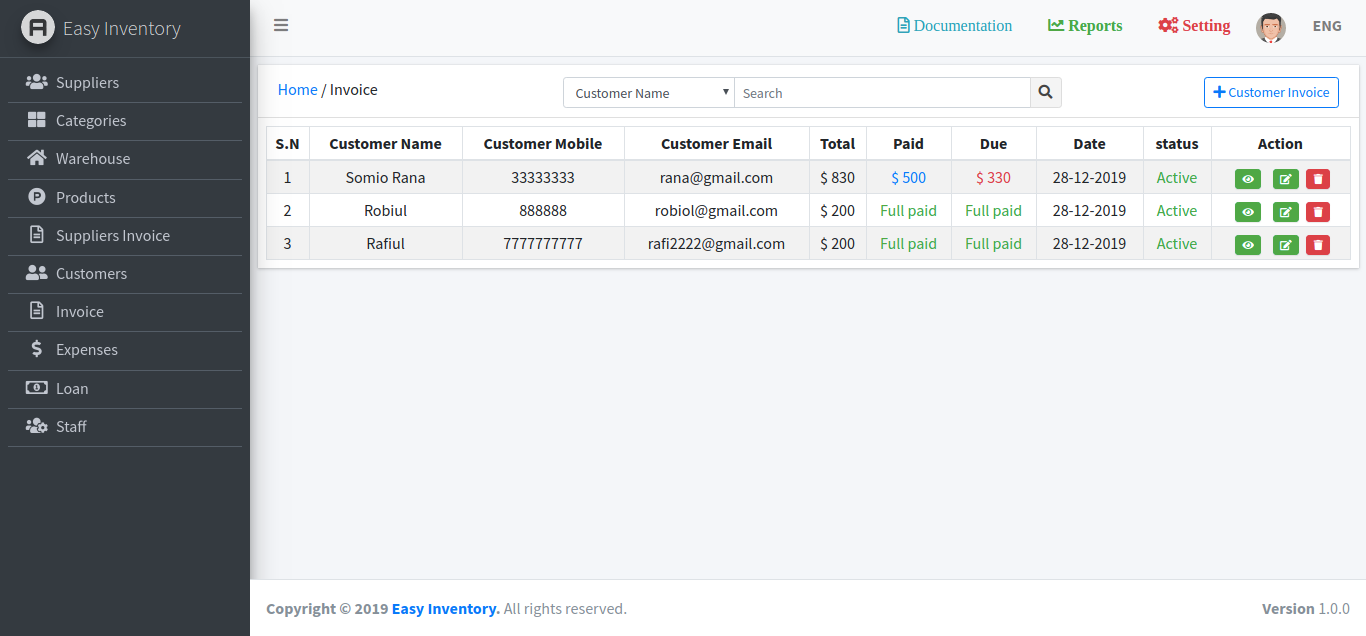 Easy Inventory
Documentation Reports Setting ENG
Suppliers
Categories
Warehouse
Products
Suppliers Invoice
Customers
Invoice
Expenses
Loan
Staff
Home / Invoice Customer Name Search Customer Invoice
S.N Customer Name Customer Mobile Customer Email Total Paid Due Date status Action
1 Somio Rana 33333333 rana@gmail.com $ 830 $ 500 $ 330 28-12-2019 Active
2 Robiul 888888 robiol@gmail.com $ 200 Full paid Full paid 28-12-2019 Active
3 Rafiul 7777777777 rafi2222@gmail.com $ 200 Full paid Full paid 28-12-2019 Active
Copyright © 2019 Easy Inventory. All rights reserved. Version 1.0.0